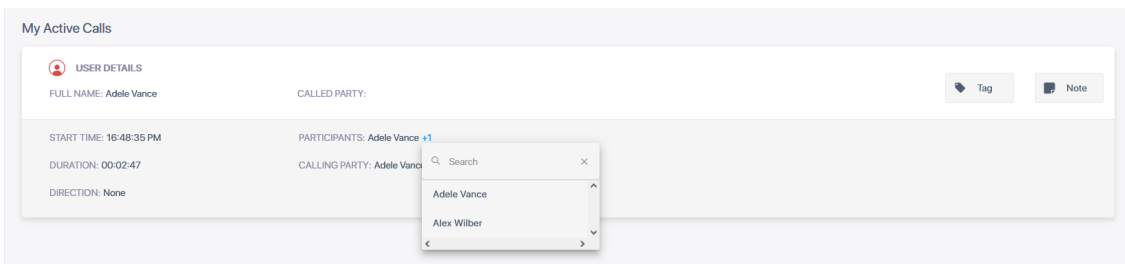 My Active Calls
USER DETAILS
FULL NAME: Adele Vance
CALLED PARTY:
Tag
Note
START TIME: 16:48:35 PM
PARTICIPANTS: Adele Vance +1
DURATION: 00:02:47
CALLING PARTY: Adele Vance
DIRECTION: None
Search
Adele Vance
Alex Wilber